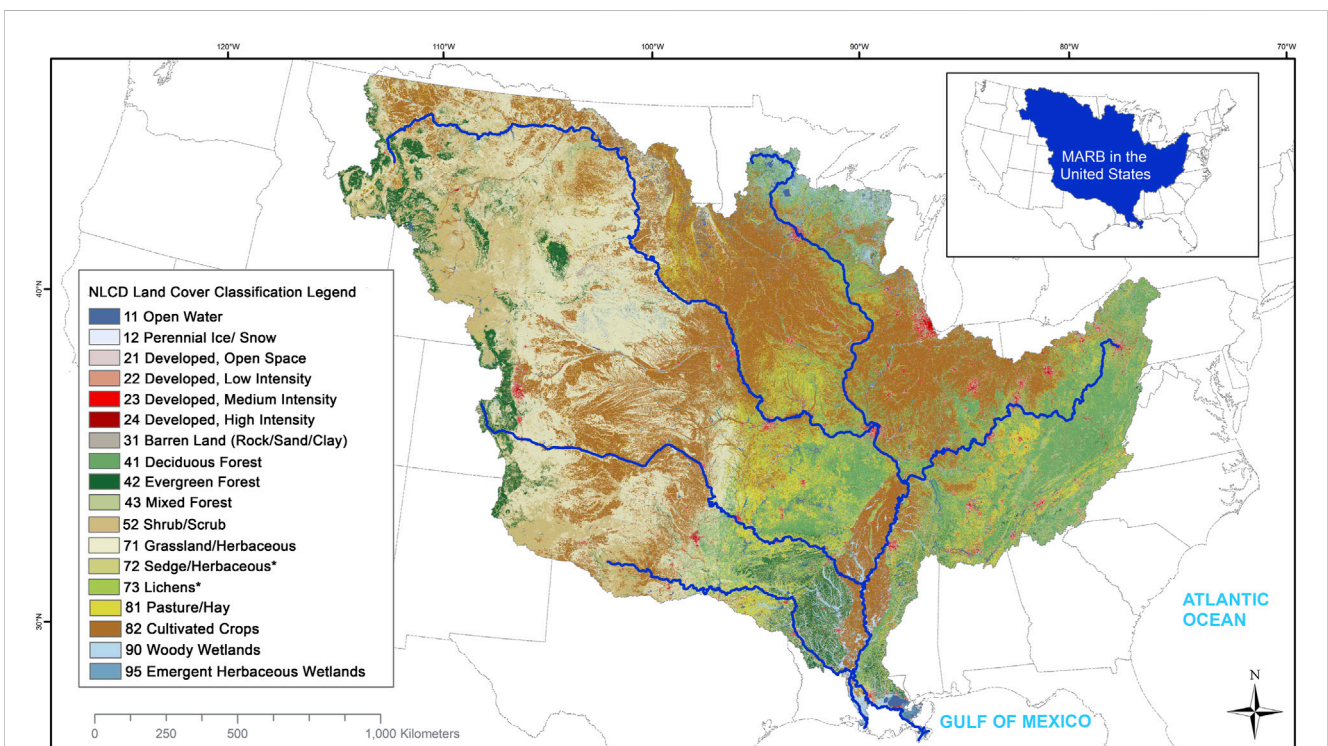 120°W
110°W
100°W
90°W
80°W
70°W
MARB in the
United States
40°N
NLCD Land Cover Classification Legend
11 Open Water
12 Perennial Ice/ Snow
21 Developed, Open Space
22 Developed, Low Intensity
23 Developed, Medium Intensity
24 Developed, High Intensity
31 Barren Land (Rock/Sand/Clay)
41 Deciduous Forest
42 Evergreen Forest
43 Mixed Forest
52 Shrub/Scrub
71 Grassland/Herbaceous
72 Sedge/Herbaceous*
73 Lichens*
81 Pasture/Hay
82 Cultivated Crops
90 Woody Wetlands
95 Emergent Herbaceous Wetlands
30°N
ATLANTIC
OCEAN
N
GULF OF MEXICO
0 250 500 1,000 Kilometers